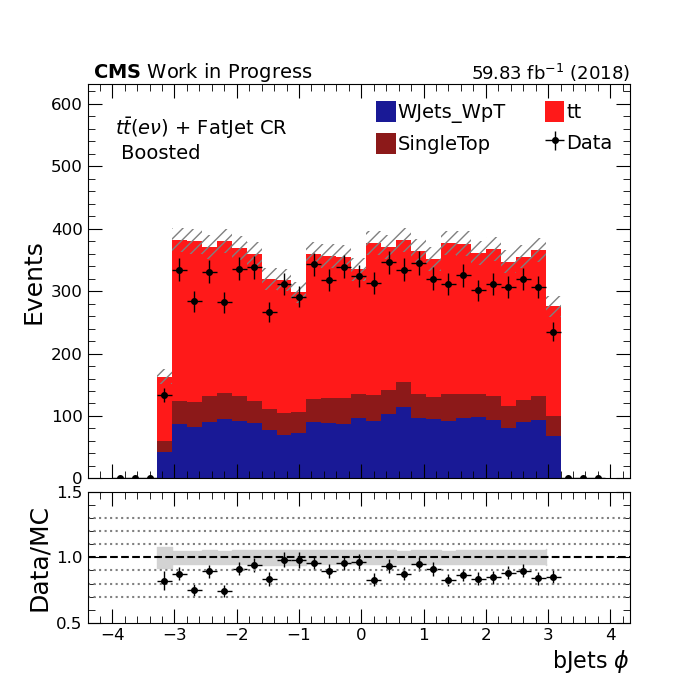 CMS Work in Progress 59.83 fb⁻¹ (2018)
tt̄(eν) + FatJet CR
Boosted
WJets_WpT
tt
SingleTop
Data
Events
600
500
400
300
200
100
0
Data/MC
1.5
1.0
0.5
−4 −3 −2 −1 0 1 2 3 4
bJets ϕ